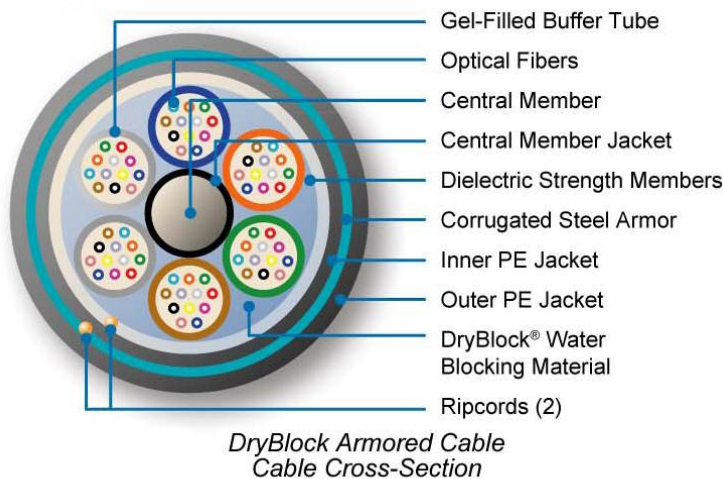 Gel-Filled Buffer Tube
Optical Fibers
Central Member
Central Member Jacket
Dielectric Strength Members
Corrugated Steel Armor
Inner PE Jacket
Outer PE Jacket
DryBlock® Water
Blocking Material
Ripcords (2)
DryBlock Armored Cable
Cable Cross-Section